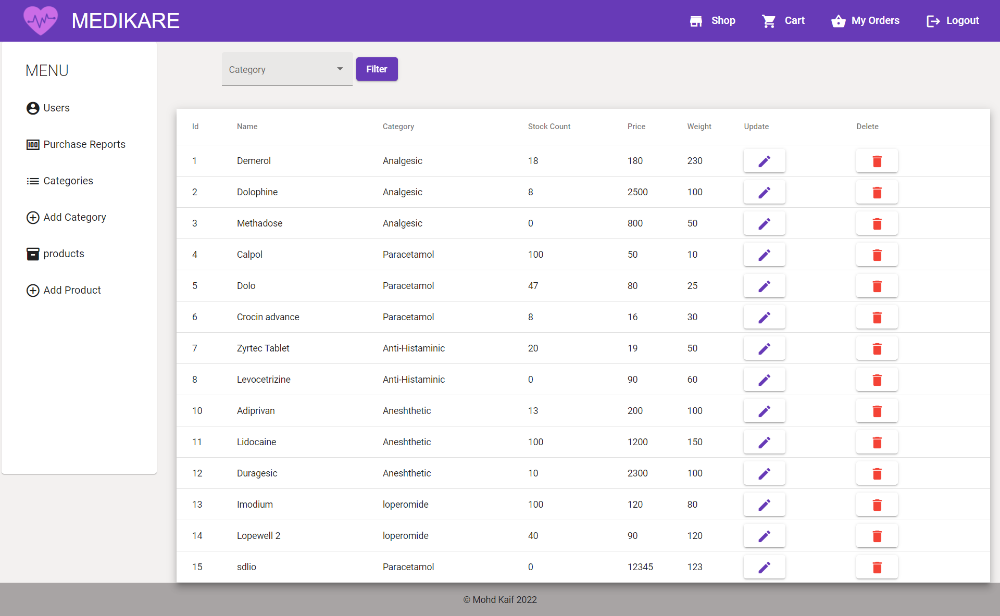 MEDIKARE
Shop Cart My Orders Logout
MENU
Users
Purchase Reports
Categories
Add Category
products
Add Product
Category Filter
Id Name Category Stock Count Price Weight Update Delete
1 Demerol Analgesic 18 180 230
2 Dolophine Analgesic 8 2500 100
3 Methadose Analgesic 0 800 50
4 Calpol Paracetamol 100 50 10
5 Dolo Paracetamol 47 80 25
6 Crocin advance Paracetamol 8 16 30
7 Zyrtec Tablet Anti-Histaminic 20 19 50
8 Levocetrizine Anti-Histaminic 0 90 60
10 Adiprivan Aneshthetic 13 200 100
11 Lidocaine Aneshthetic 100 1200 150
12 Duragesic Aneshthetic 10 2300 100
13 Imodium loperomide 100 120 80
14 Lopewell 2 loperomide 40 90 120
15 sdlio Paracetamol 0 12345 123
© Mohd Kaif 2022